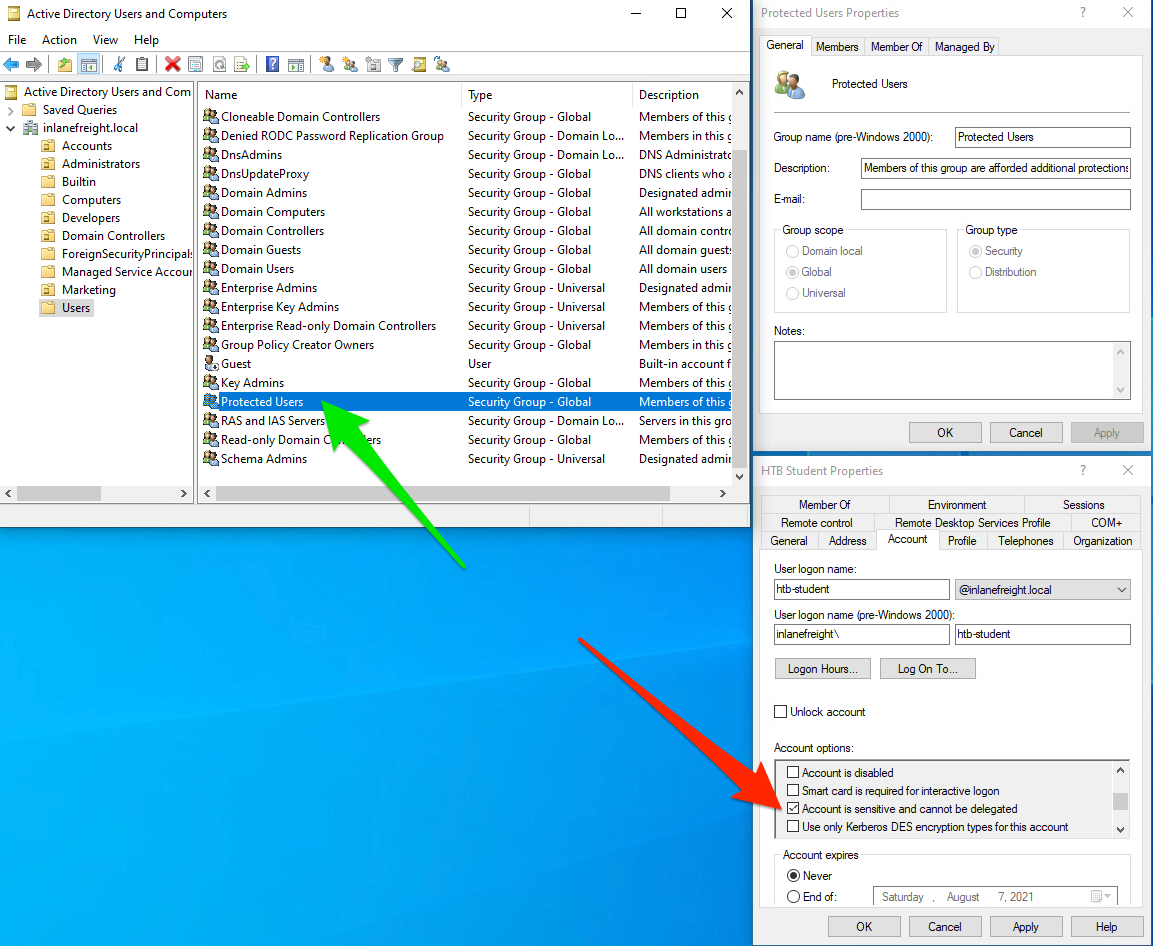 Active Directory Users and Computers
File Action View Help
Active Directory Users and Com
Saved Queries
inlanefreight.local
Accounts
Administrators
Builtin
Computers
Developers
Domain Controllers
ForeignSecurityPrincipals
Managed Service Accour
Marketing
Users
Name Type Description
Cloneable Domain Controllers Security Group - Global Members of this g
Denied RODC Password Replication Group Security Group - Domain Lo... Members in this g
DnsAdmins Security Group - Domain Lo... DNS Administrato
DnsUpdateProxy Security Group - Global DNS clients who a
Domain Admins Security Group - Global Designated admin
Domain Computers Security Group - Global All workstations a
Domain Controllers Security Group - Global All domain contro
Domain Guests Security Group - Global All domain guests
Domain Users Security Group - Global All domain users
Enterprise Admins Security Group - Universal Designated admin
Enterprise Key Admins Security Group - Universal Members of this g
Enterprise Read-only Domain Controllers Security Group - Universal Members of this g
Group Policy Creator Owners Security Group - Global Members in this g
Guest User Built-in account f
Key Admins Security Group - Global Members of this g
Protected Users Security Group - Global Members of this g
RAS and IAS Servers Security Group - Domain Lo... Servers in this gro
Read-only Domain Controllers Security Group - Global Members of this g
Schema Admins Security Group - Universal Designated admin
Protected Users Properties
General Members Member Of Managed By
Protected Users
Group name (pre-Windows 2000): Protected Users
Description: Members of this group are afforded additional protections
E-mail:
Group scope Group type
Domain local Security
Global Distribution
Universal
Notes:
OK Cancel Apply
HTB Student Properties
Member Of Environment Sessions
Remote control Remote Desktop Services Profile COM+
General Address Account Profile Telephones Organization
User logon name:
htb-student @inlanefreight.local
User logon name (pre-Windows 2000):
inlanefreight\ htb-student
Logon Hours... Log On To...
Unlock account
Account options:
Account is disabled
Smart card is required for interactive logon
Account is sensitive and cannot be delegated
Use only Kerberos DES encryption types for this account
Account expires
Never
End of: Saturday , August 7, 2021
OK Cancel Apply Help